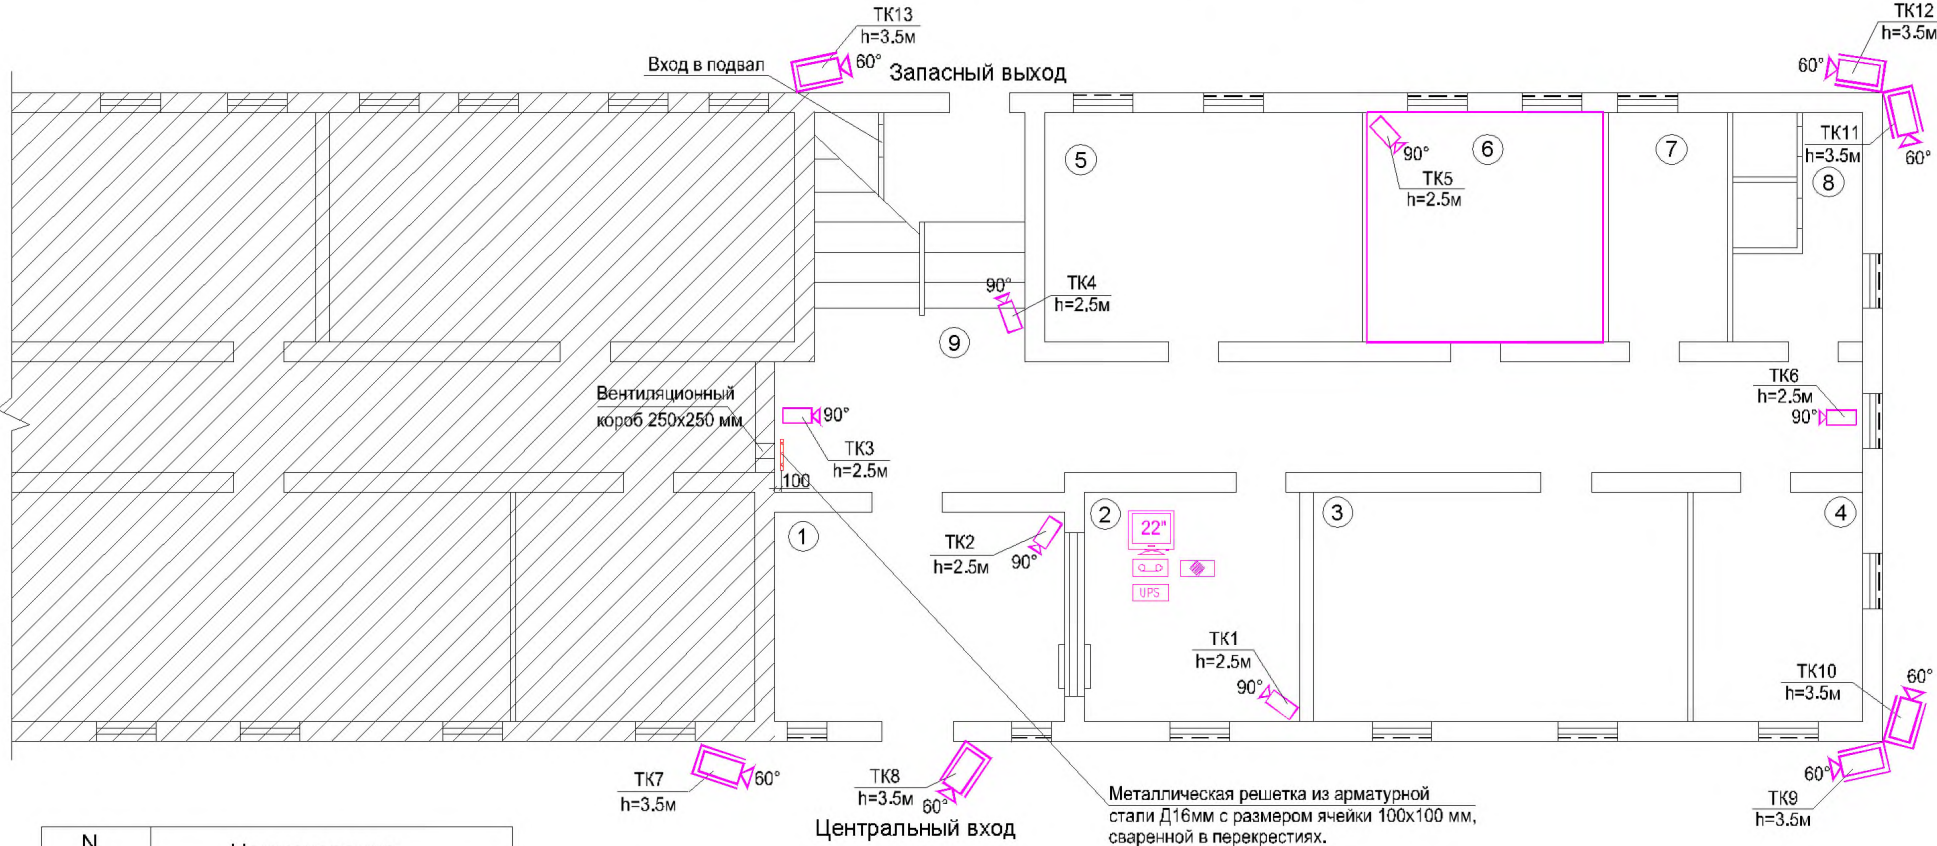 ТК13
h=3.5м
60°
Вход в подвал
Запасный выход
ТК12
h=3.5м
60°
ТК11
h=3.5м
60°
5
90°
ТК5
h=2.5м
6
7
8
90°
ТК4
h=2.5м
9
Вентиляционный
короб 250х250 мм
90°
ТК3
h=2.5м
100
ТК6
h=2.5м
90°
1
ТК2
h=2.5м
90°
2
22"
UPS
3
4
ТК1
h=2.5м
90°
ТК10
h=3.5м
60°
ТК7
h=3.5м
60°
ТК8
h=3.5м
60°
Центральный вход
Металлическая решетка из арматурной
стали Д16мм с размером ячейки 100х100 мм,
сваренной в перекрестиях.
60°
ТК9
h=3.5м
N